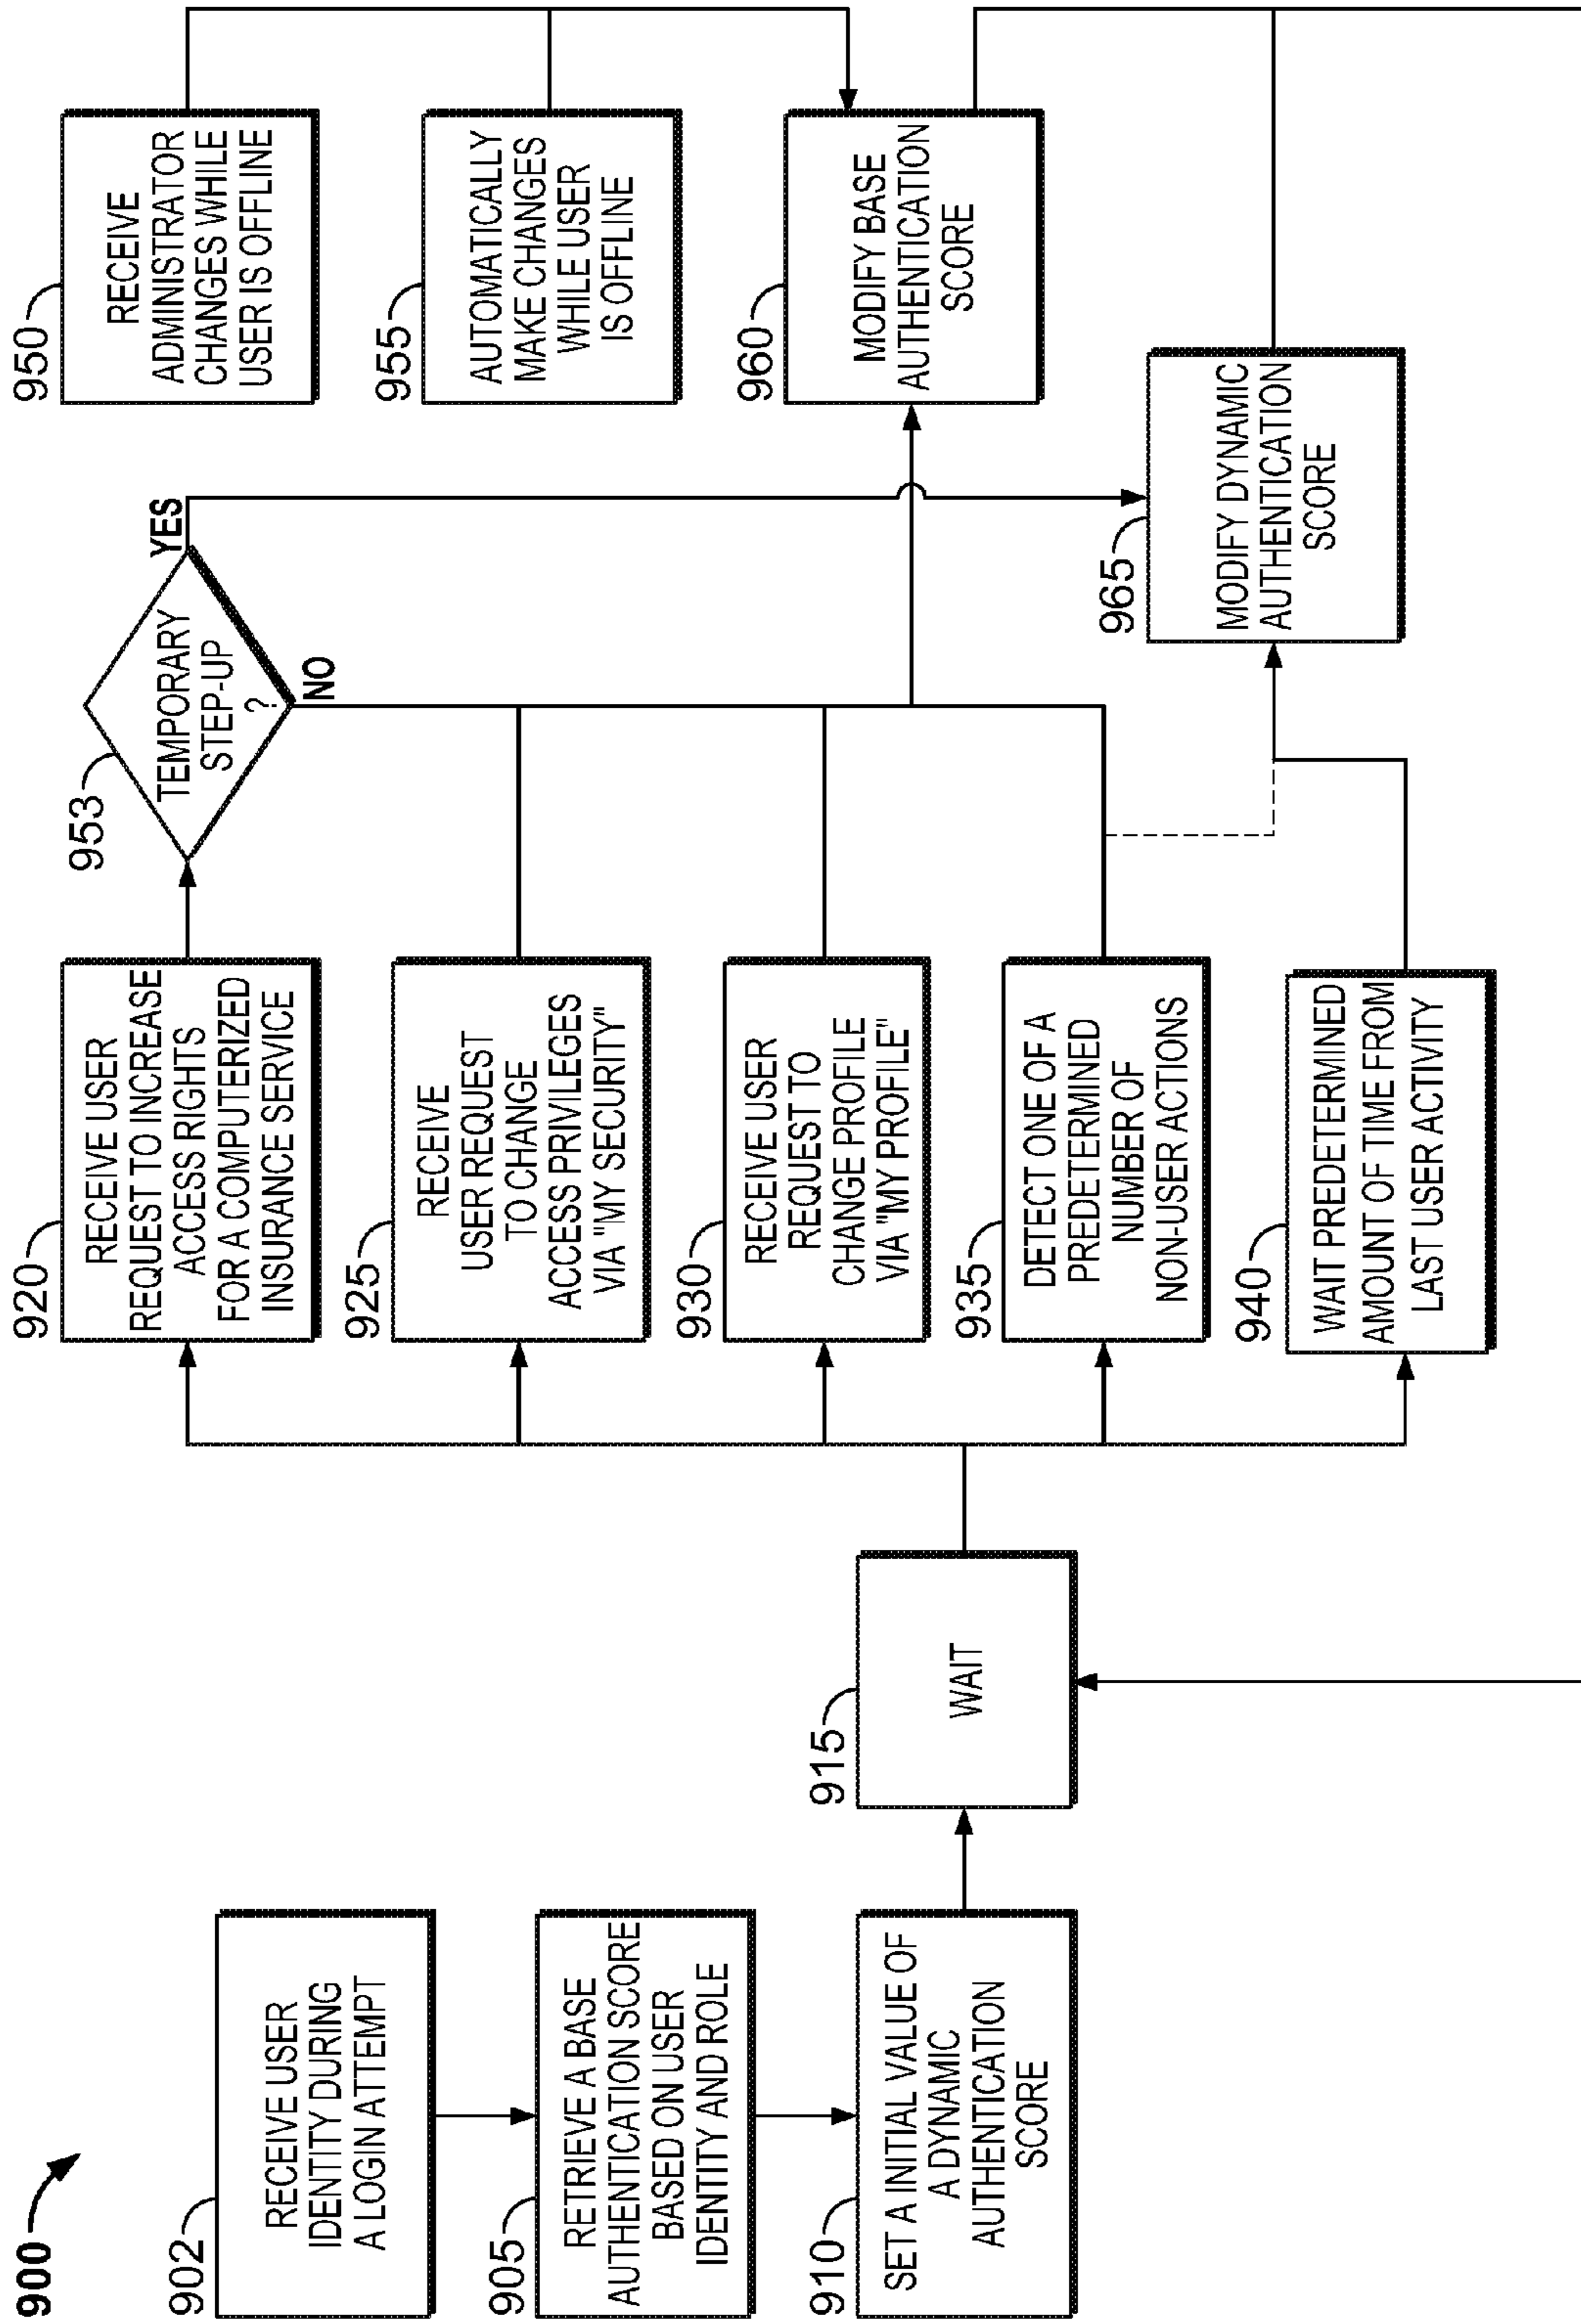 900
902
RECEIVE USER
IDENTITY DURING
A LOGIN ATTEMPT
905
RETRIEVE A BASE
AUTHENTICATION SCORE
BASED ON USER
IDENTITY AND ROLE
910
SET A INITIAL VALUE OF
A DYNAMIC
AUTHENTICATION
SCORE
915
WAIT
920
RECEIVE USER
REQUEST TO INCREASE
ACCESS RIGHTS
FOR A COMPUTERIZED
INSURANCE SERVICE
925
RECEIVE
USER REQUEST
TO CHANGE
ACCESS PRIVILEGES
VIA "MY SECURITY"
930
RECEIVE USER
REQUEST TO
CHANGE PROFILE
VIA "MY PROFILE"
935
DETECT ONE OF A
PREDETERMINED
NUMBER OF
NON-USER ACTIONS
940
WAIT PREDETERMINED
AMOUNT OF TIME FROM
LAST USER ACTIVITY
953
TEMPORARY
STEP-UP
?
YES
NO
950
RECEIVE
ADMINISTRATOR
CHANGES WHILE
USER IS OFFLINE
955
AUTOMATICALLY
MAKE CHANGES
WHILE USER
IS OFFLINE
960
MODIFY BASE
AUTHENTICATION
SCORE
965
MODIFY DYNAMIC
AUTHENTICATION
SCORE